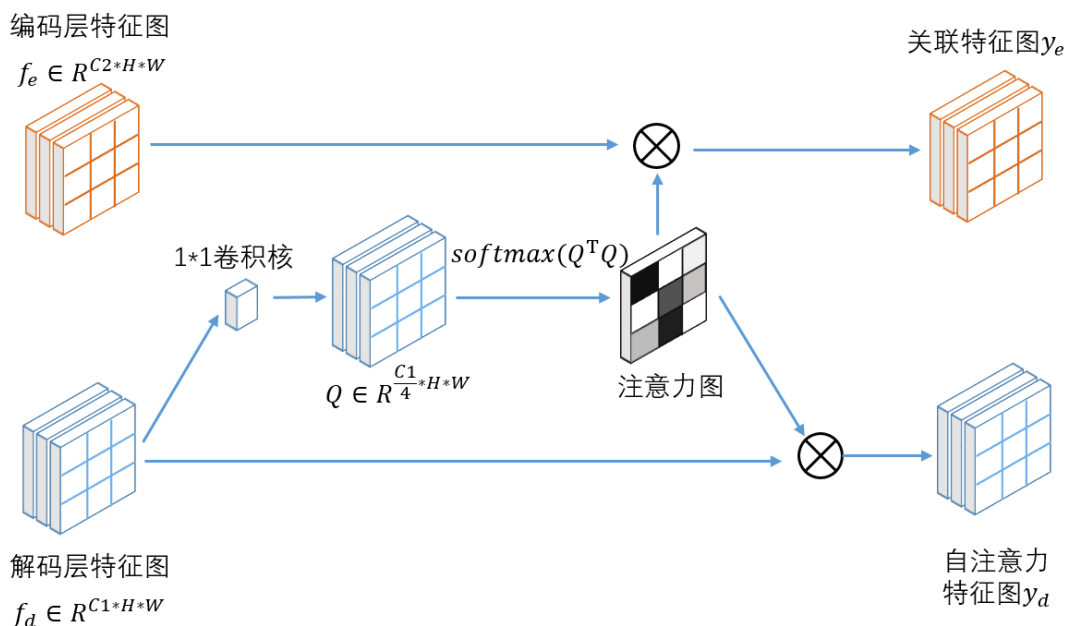 编码层特征图
f_e ∈ R^{C2*H*W}
关联特征图y_e
1*1卷积核
softmax(Q^T Q)
Q ∈ R^{\frac{C1}{4}*H*W}
注意力图
解码层特征图
f_d ∈ R^{C1*H*W}
自注意力
特征图y_d